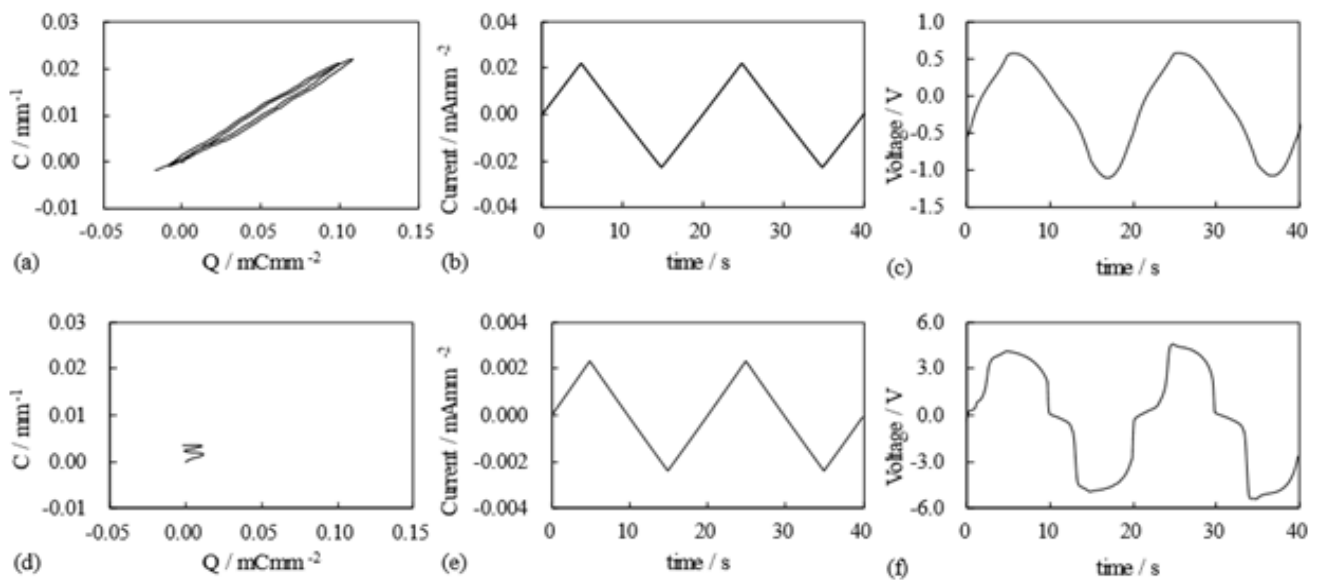 0.03
0.02
0.01
0.00
-0.01
C / mm-1
-0.05 0.00 0.05 0.10 0.15
(a) Q / mCmm-2
0.04
0.02
0.00
-0.02
-0.04
Current / mAmm-2
0 10 20 30 40
(b) time / s
1.0
0.5
0.0
-0.5
-1.0
-1.5
Voltage / V
0 10 20 30 40
(c) time / s
0.03
0.02
0.01
0.00
-0.01
C / mm-1
-0.05 0.00 0.05 0.10 0.15
(d) Q / mCmm-2
0.004
0.002
0.000
-0.002
-0.004
Current / mAmm-2
0 10 20 30 40
(e) time / s
6.0
3.0
0.0
-3.0
-6.0
Voltage / V
0 10 20 30 40
(f) time / s